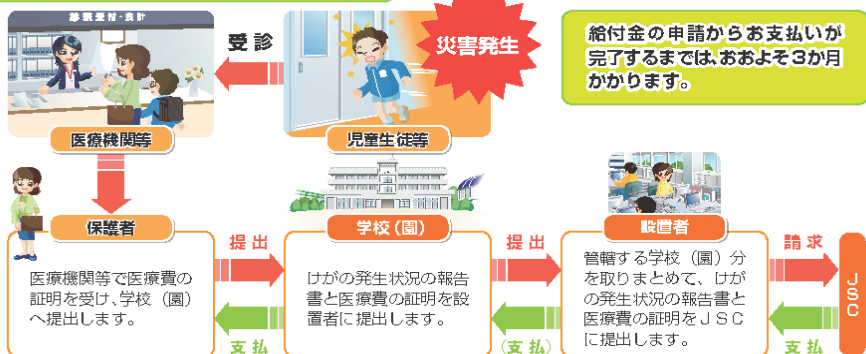 診療受付・会計
受診
災害発生
給付金の申請からお支払いが
完了するまでは、おおよそ3か月
かかります。
医療機関等
児童生徒等
保護者
学校(園)
設置者
提出
提出
請求
医療機関等で医療費の
証明を受け、学校(園)
へ提出します。
けがの発生状況の報告
書と医療費の証明を設
置者に提出します。
管轄する学校(園)分
を取りまとめて、けが
の発生状況の報告書と
医療費の証明をJSC
に提出します。
JSC
支払
(支払)
支払